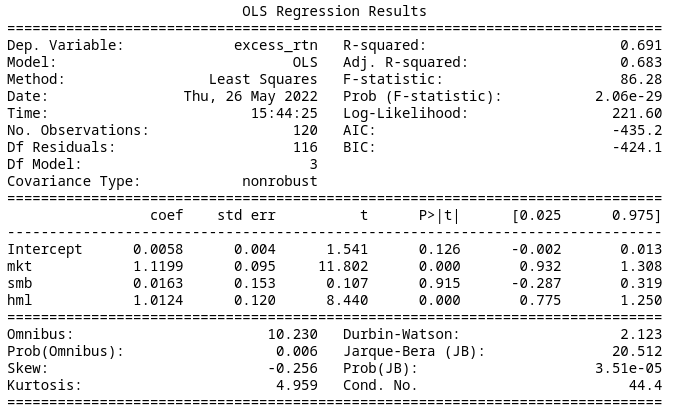 OLS Regression Results
==============================================================================
Dep. Variable:             excess_rtn   R-squared:                       0.691
Model:                            OLS   Adj. R-squared:                  0.683
Method:                 Least Squares   F-statistic:                     86.28
Date:                Thu, 26 May 2022   Prob (F-statistic):           2.06e-29
Time:                        15:44:25   Log-Likelihood:                 221.60
No. Observations:                 120   AIC:                            -435.2
Df Residuals:                     116   BIC:                            -424.1
Df Model:                           3
Covariance Type:            nonrobust
==============================================================================
                 coef    std err          t      P>|t|      [0.025      0.975]
------------------------------------------------------------------------------
Intercept      0.0058      0.004      1.541      0.126      -0.002       0.013
mkt            1.1199      0.095     11.802      0.000       0.932       1.308
smb            0.0163      0.153      0.107      0.915      -0.287       0.319
hml            1.0124      0.120      8.440      0.000       0.775       1.250
==============================================================================
Omnibus:                       10.230   Durbin-Watson:                   2.123
Prob(Omnibus):                  0.006   Jarque-Bera (JB):               20.512
Skew:                          -0.256   Prob(JB):                     3.51e-05
Kurtosis:                       4.959   Cond. No.                         44.4
==============================================================================